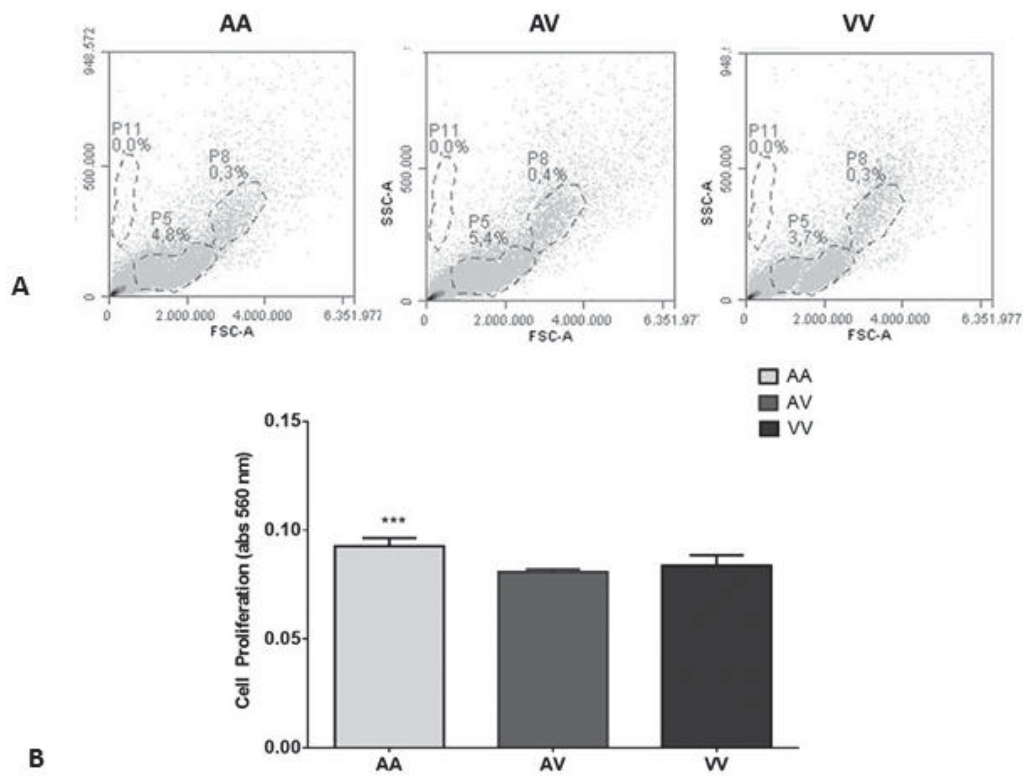 AA AV VV
948.572
P11
0,0%
P8
0,3%
P5
4,8%
500.000
0
0 2.000.000 4.000.000 6.351.977
FSC-A
P11
0,0%
P8
0,4%
P5
5,4%
SSC-A
500.000
0
0 2.000.000 4.000.000 6.351.97
FSC-A
948.
P11
0,0%
P8
0,3%
P5
3,7%
SSC-A
500.000
0
0 2.000.000 4.000.000 6.351.977
FSC-A
A
AA
AV
VV
Cell Proliferation (abs 560 nm)
0.15
0.10
0.05
0.00
***
AA AV VV
B